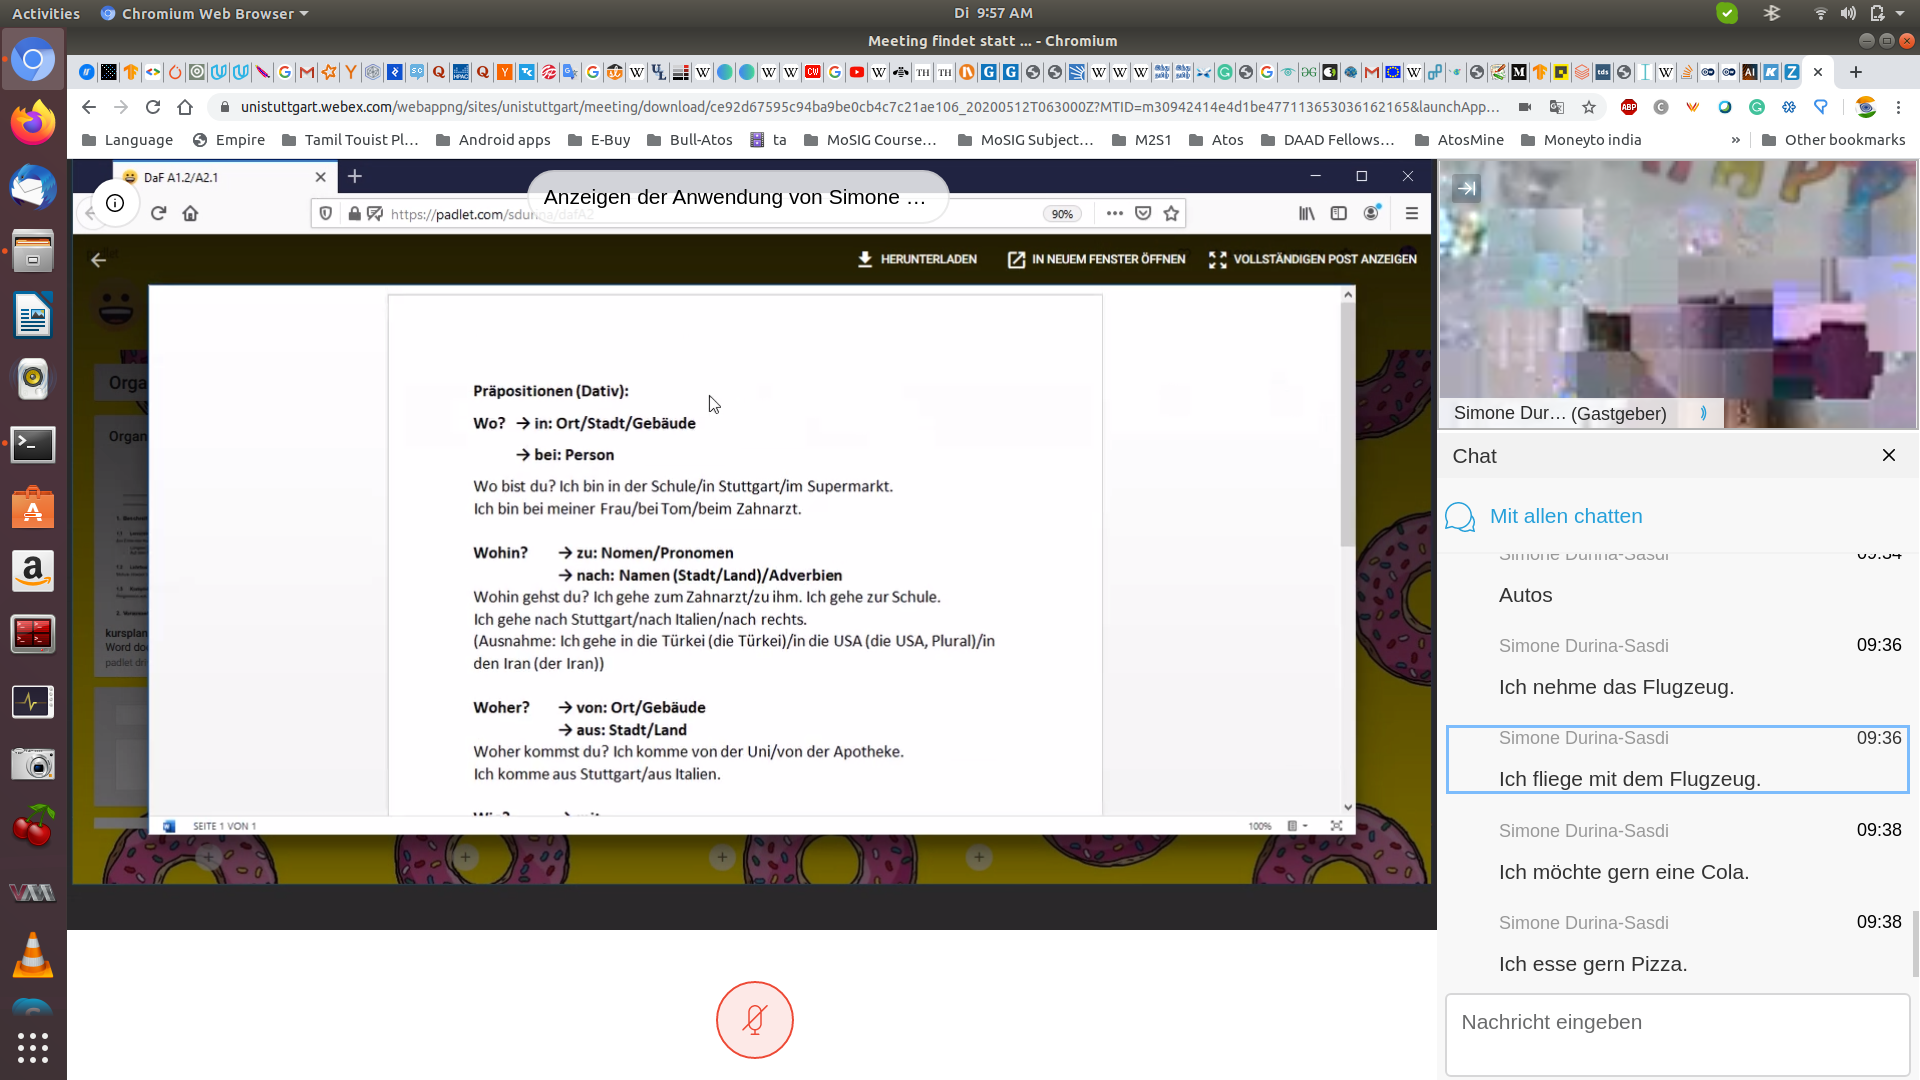 Activities
Chromium Web Browser
Di 9:57 AM
Meeting findet statt ... - Chromium
unistuttgart.webex.com/webappng/sites/unistuttgart/meeting/download/ce92d67595c94ba9be0cb4c7c21ae106_20200512T063000Z?MTID=m30942414e4d1be477113653036162165&launchApp...
Language
Empire
Tamil Touist Pl...
Android apps
E-Buy
Bull-Atos
ta
MoSIG Course...
MoSIG Subject...
M2S1
Atos
DAAD Fellows...
AtosMine
Moneyto india
»
Other bookmarks
DaF A1.2/A2.1
Anzeigen der Anwendung von Simone ...
https://padlet.com/sdurina/dafA2
90%
HERUNTERLADEN
IN NEUEM FENSTER ÖFFNEN
VOLLSTÄNDIGEN POST ANZEIGEN
Präpositionen (Dativ):
Wo? → in: Ort/Stadt/Gebäude
→ bei: Person
Wo bist du? Ich bin in der Schule/in Stuttgart/im Supermarkt.
Ich bin bei meiner Frau/bei Tom/beim Zahnarzt.
Wohin? → zu: Nomen/Pronomen
→ nach: Namen (Stadt/Land)/Adverbien
Wohin gehst du? Ich gehe zum Zahnarzt/zu ihm. Ich gehe zur Schule.
Ich gehe nach Stuttgart/nach Italien/nach rechts.
(Ausnahme: Ich gehe in die Türkei (die Türkei)/in die USA (die USA, Plural)/in
den Iran (der Iran))
Woher? → von: Ort/Gebäude
→ aus: Stadt/Land
Woher kommst du? Ich komme von der Uni/von der Apotheke.
Ich komme aus Stuttgart/aus Italien.
SEITE 1 VON 1
100%
Orga
Organ
kursplan
Word do
padlet dri
Simone Dur... (Gastgeber)
Chat
Mit allen chatten
Simone Durina-Sasdi 09:34
Autos
Simone Durina-Sasdi 09:36
Ich nehme das Flugzeug.
Simone Durina-Sasdi 09:36
Ich fliege mit dem Flugzeug.
Simone Durina-Sasdi 09:38
Ich möchte gern eine Cola.
Simone Durina-Sasdi 09:38
Ich esse gern Pizza.
Nachricht eingeben